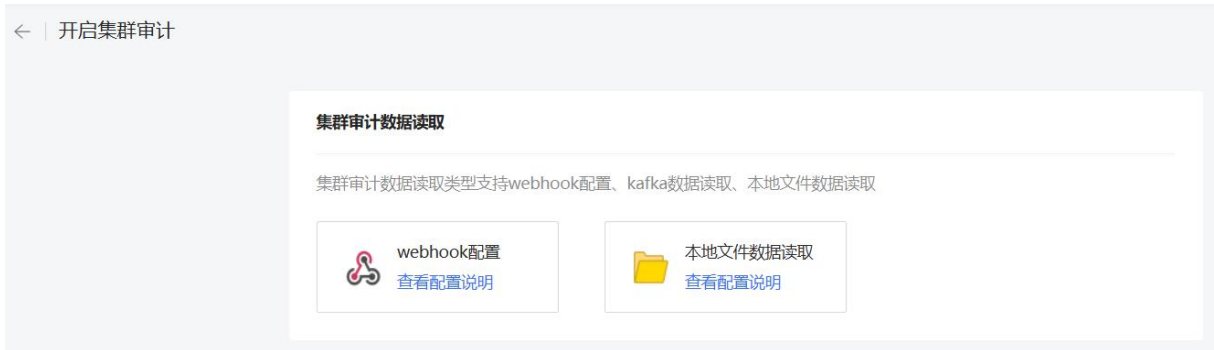 开启集群审计
集群审计数据读取
集群审计数据读取类型支持webhook配置、kafka数据读取、本地文件数据读取
webhook配置
查看配置说明
本地文件数据读取
查看配置说明